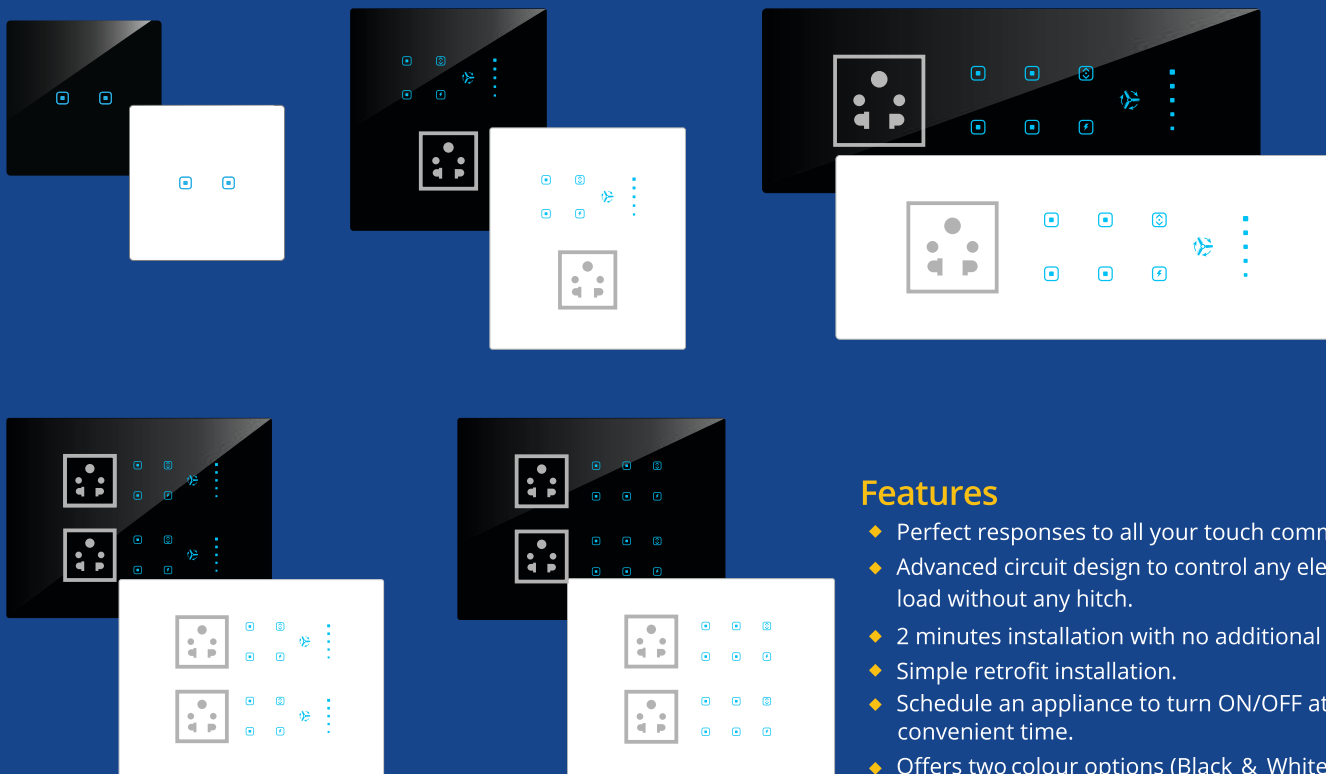 Features
Perfect responses to all your touch comm
Advanced circuit design to control any ele
load without any hitch.
2 minutes installation with no additional
Simple retrofit installation.
Schedule an appliance to turn ON/OFF at
convenient time.
Offers two colour options (Black & White